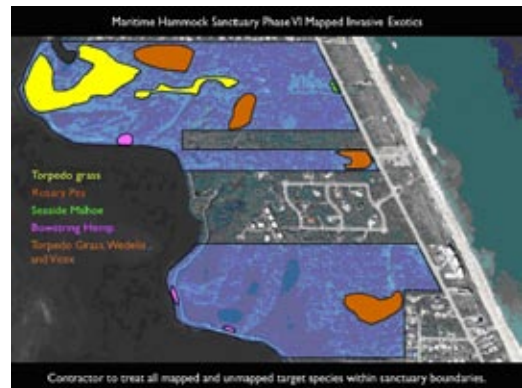 Maritime Hammock Sanctuary Phase VI Mapped Invasive Exotics
Torpedo grass
Rosary Pea
Seaside Mahoe
Bowstring Hemp
Torpedo Grass, Wedelia
and Vitex
Contractor to treat all mapped and unmapped target species within sanctuary boundaries.